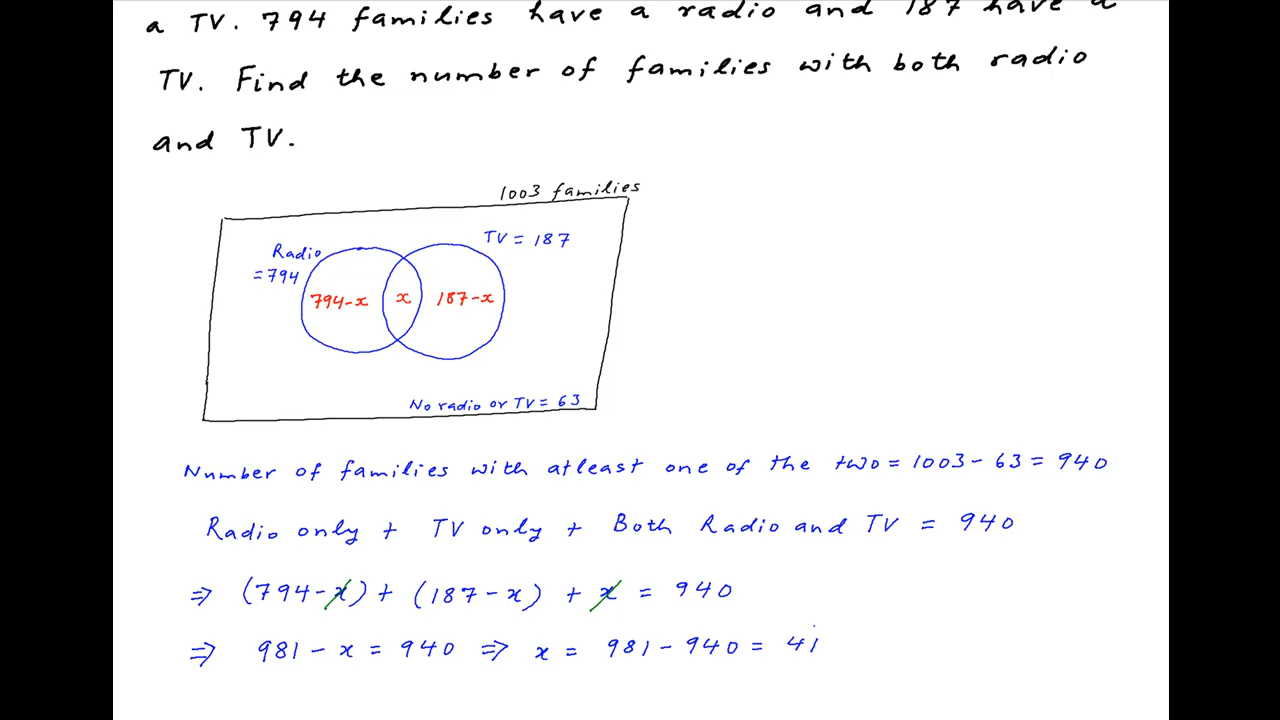 a TV. 794 families have a radio and 187 have a
TV. Find the number of families with both radio
and TV.
1003 families
Radio
= 794
TV = 187
794-x
x
187-x
No radio or TV = 63
Number of families with atleast one of the two = 1003 - 63 = 940
Radio only + TV only + Both Radio and TV = 940
⇒ (794-x) + (187-x) + x = 940
⇒ 981 - x = 940 ⇒ x = 981 - 940 = 41